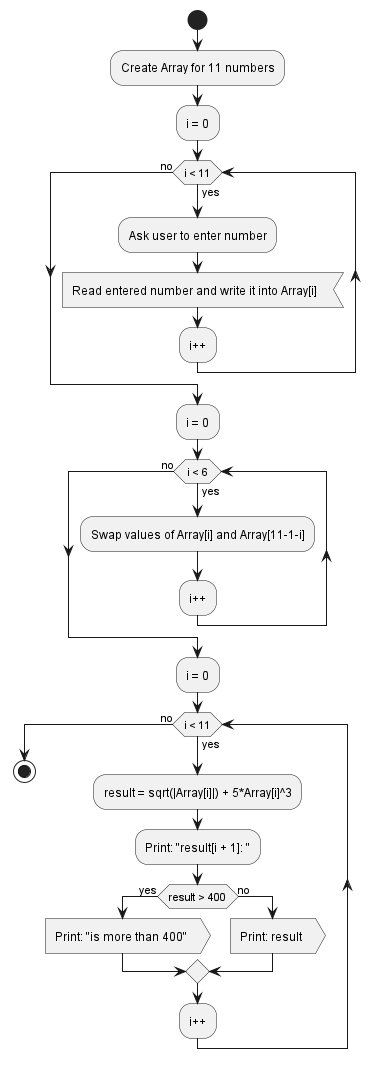 Create Array for 11 numbers
i = 0
no
i < 11
yes
Ask user to enter number
Read entered number and write it into Array[i]
i++
i = 0
no
i < 6
yes
Swap values of Array[i] and Array[11-1-i]
i++
i = 0
no
i < 11
yes
result = sqrt(|Array[i]|) + 5*Array[i]^3
Print: "result[i + 1]: "
yes
result > 400
no
Print: "is more than 400"
Print: result
i++